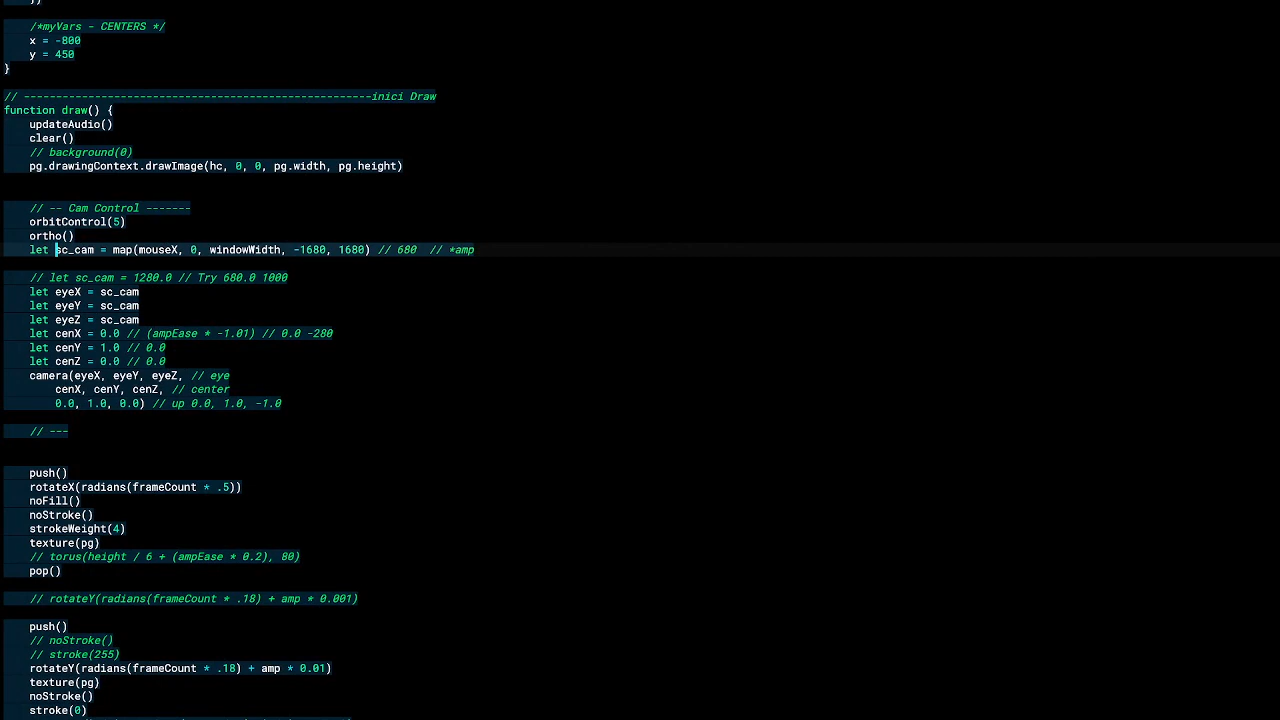 })
/*myVars - CENTERS */
x = -800
y = 450
}
// ------------------------------------------------------inici Draw
function draw() {
updateAudio()
clear()
// background(0)
pg.drawingContext.drawImage(hc, 0, 0, pg.width, pg.height)
// -- Cam Control -------
orbitControl(5)
ortho()
let sc_cam = map(mouseX, 0, windowWidth, -1680, 1680) // 680  // *amp
// let sc_cam = 1280.0 // Try 680.0 1000
let eyeX = sc_cam
let eyeY = sc_cam
let eyeZ = sc_cam
let cenX = 0.0 // (ampEase * -1.01) // 0.0 -280
let cenY = 1.0 // 0.0
let cenZ = 0.0 // 0.0
camera(eyeX, eyeY, eyeZ, // eye
cenX, cenY, cenZ, // center
0.0, 1.0, 0.0) // up 0.0, 1.0, -1.0
// ---
push()
rotateX(radians(frameCount * .5))
noFill()
noStroke()
strokeWeight(4)
texture(pg)
// torus(height / 6 + (ampEase * 0.2), 80)
pop()
// rotateY(radians(frameCount * .18) + amp * 0.001)
push()
// noStroke()
// stroke(255)
rotateY(radians(frameCount * .18) + amp * 0.01)
texture(pg)
noStroke()
stroke(0)